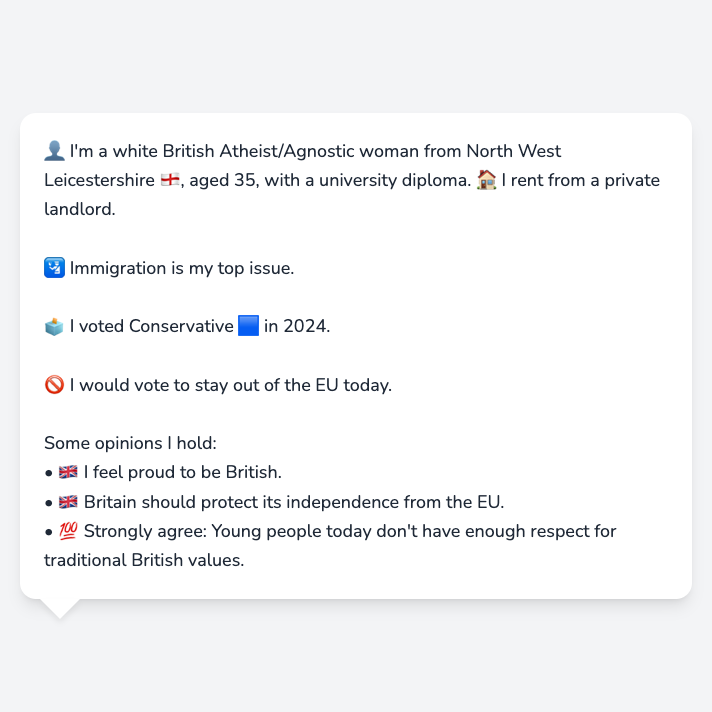 👤 I'm a white British Atheist/Agnostic woman from North West
Leicestershire 🏴󠁧󠁢󠁥󠁮󠁧󠁿, aged 35, with a university diploma. 🏠 I rent from a private
landlord.
🛂 Immigration is my top issue.
🗳️ I voted Conservative 🟦 in 2024.
🚫 I would vote to stay out of the EU today.
Some opinions I hold:
• 🇬🇧 I feel proud to be British.
• 🇬🇧 Britain should protect its independence from the EU.
• 💯 Strongly agree: Young people today don't have enough respect for
traditional British values.